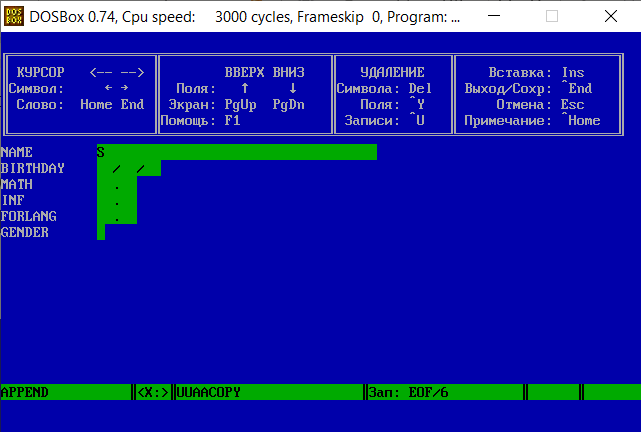 DOSBox 0.74, Cpu speed: 3000 cycles, Frameskip 0, Program: ...
КУРСОР <-- --> ВВЕРХ ВНИЗ УДАЛЕНИЕ Вставка: Ins
Символ: ← → Поля: ↑ ↓ Символа: Del Выход/Сохр: ^End
Слово: Home End Экран: PgUp PgDn Поля: ^Y Отмена: Esc
Помощь: F1 Записи: ^U Примечание: ^Home
NAME S
BIRTHDAY / /
MATH .
INF .
FORLANG .
GENDER
APPEND <X:> UUAACOPY Зап: EOF/6